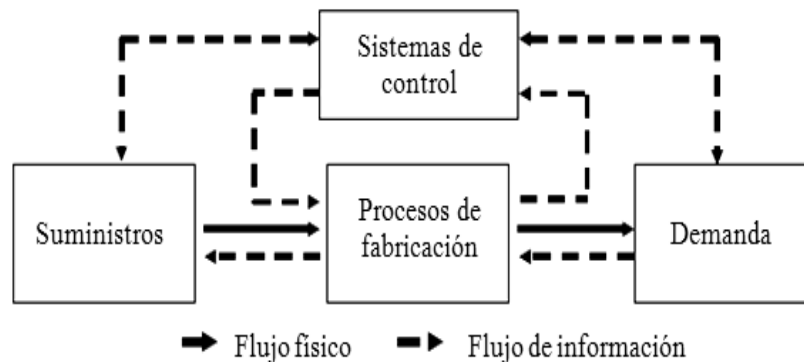 Sistemas de
control
Suministros
Procesos de
fabricación
Demanda
Flujo físico
Flujo de información